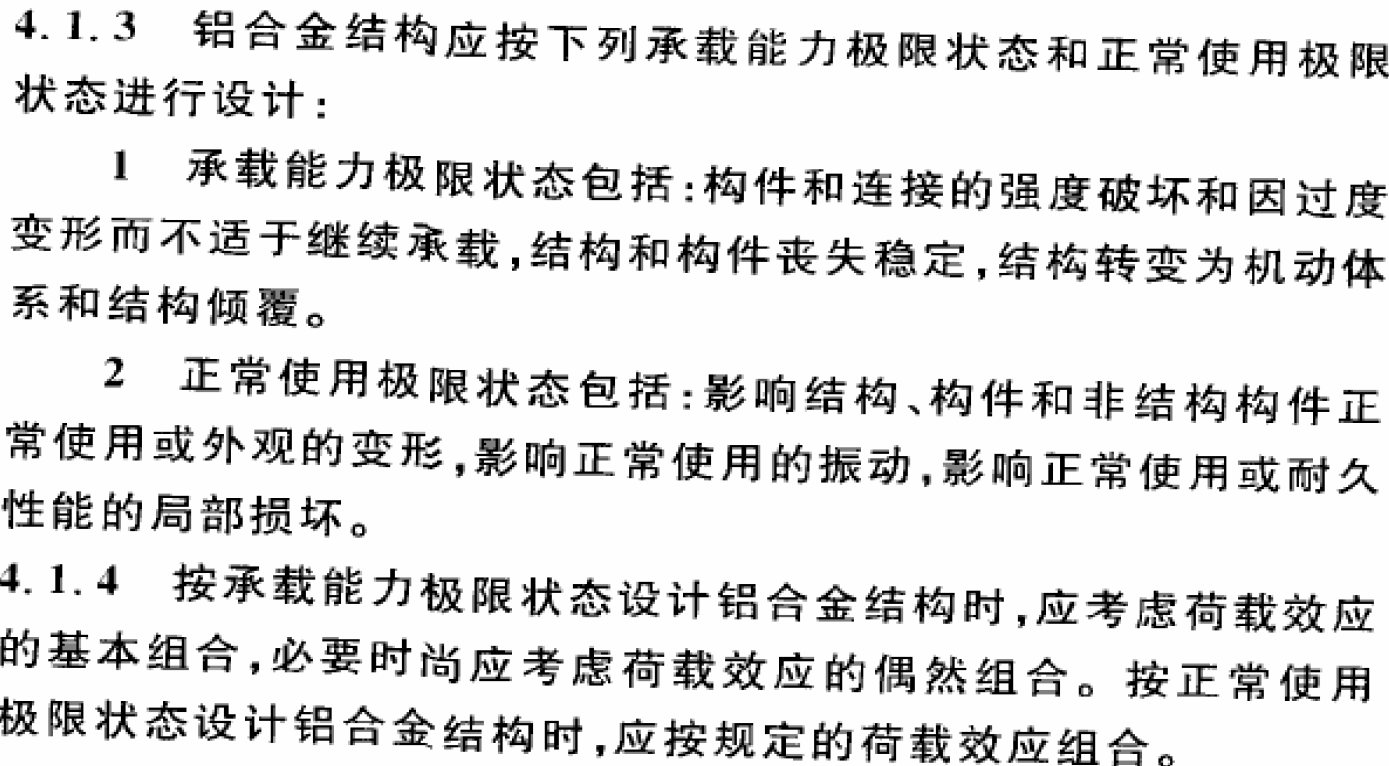 4.1.3 铝合金结构应按下列承载能力极限状态和正常使用极限
状态进行设计：
1 承载能力极限状态包括：构件和连接的强度破坏和因过度
变形而不适于继续承载，结构和构件丧失稳定，结构转变为机动体
系和结构倾覆。
2 正常使用极限状态包括：影响结构、构件和非结构构件正
常使用或外观的变形，影响正常使用的振动，影响正常使用或耐久
性能的局部损坏。
4.1.4 按承载能力极限状态设计铝合金结构时，应考虑荷载效应
的基本组合，必要时尚应考虑荷载效应的偶然组合。按正常使用
极限状态设计铝合金结构时，应按规定的荷载效应组合。